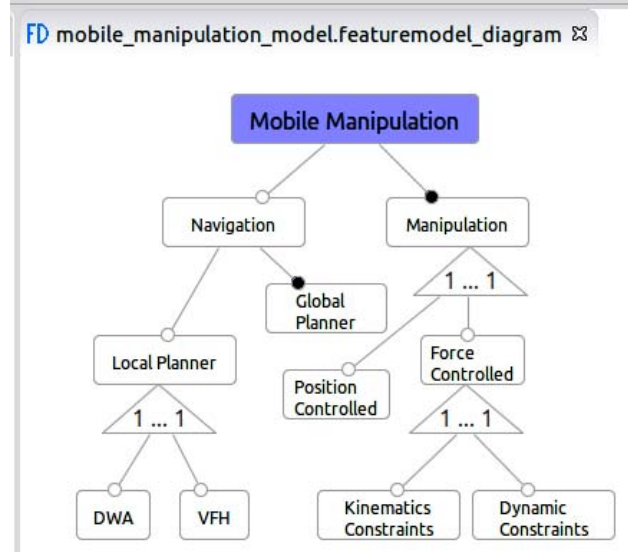 FD mobile_manipulation_model.featuremodel_diagram
Mobile Manipulation
Navigation
Manipulation
1 ... 1
Global
Planner
Local Planner
Force
Controlled
Position
Controlled
1 ... 1
1 ... 1
DWA
VFH
Kinematics
Constraints
Dynamic
Constraints